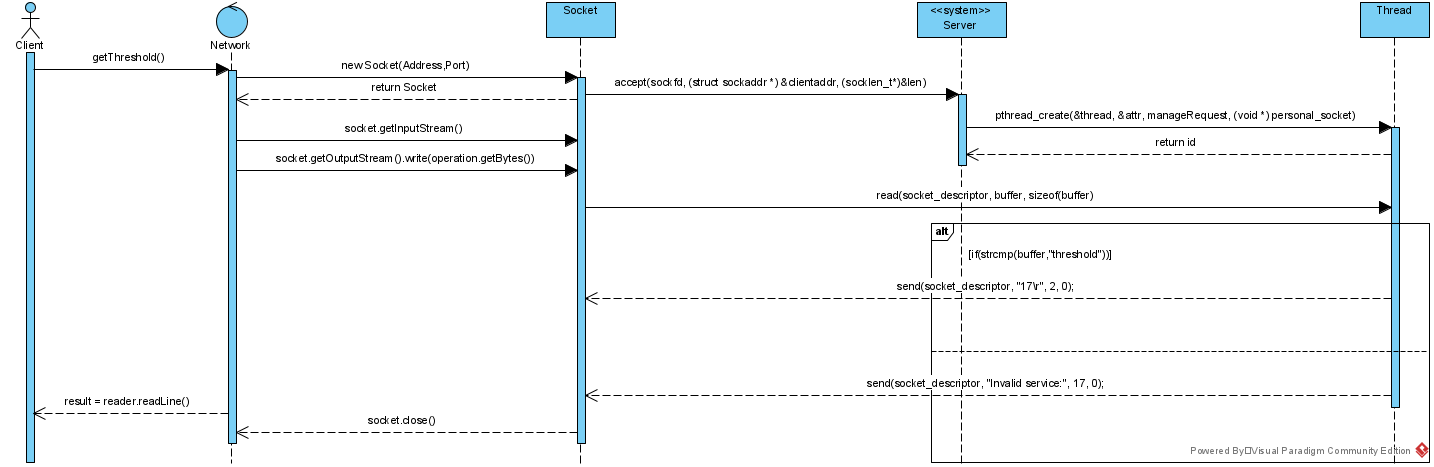 Client
Network
Socket
<<system>>
Server
Thread
getThreshold()
new Socket(Address,Port)
return Socket
accept(sockfd, (struct sockaddr *) &clientaddr, (socklen_t*)&len)
pthread_create(&thread, &attr, manageRequest, (void *) personal_socket)
socket.getInputStream()
return id
socket.getOutputStream().write(operation.getBytes())
read(socket_descriptor, buffer, sizeof(buffer)
alt
[if(strcmp(buffer,"threshold"))]
send(socket_descriptor, "17\r", 2, 0);
send(socket_descriptor, "Invalid service:", 17, 0);
result = reader.readLine()
socket.close()
Powered By Visual Paradigm Community Edition